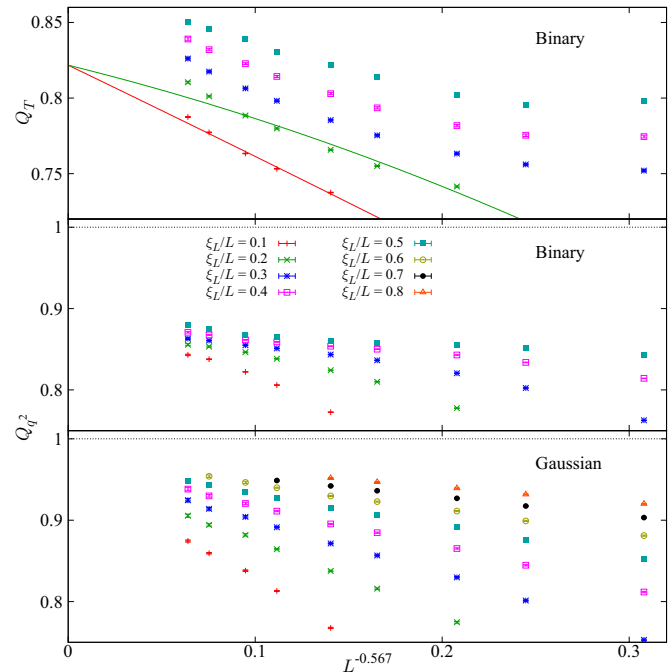 0.85
Binary
Q_T
0.8
0.75
1
ξ_L/L = 0.1
ξ_L/L = 0.5
Binary
ξ_L/L = 0.2
ξ_L/L = 0.6
ξ_L/L = 0.3
ξ_L/L = 0.7
ξ_L/L = 0.4
ξ_L/L = 0.8
0.9
0.8
Q_q²
1
Gaussian
0.9
0.8
0
0.1
0.2
0.3
L^-0.567